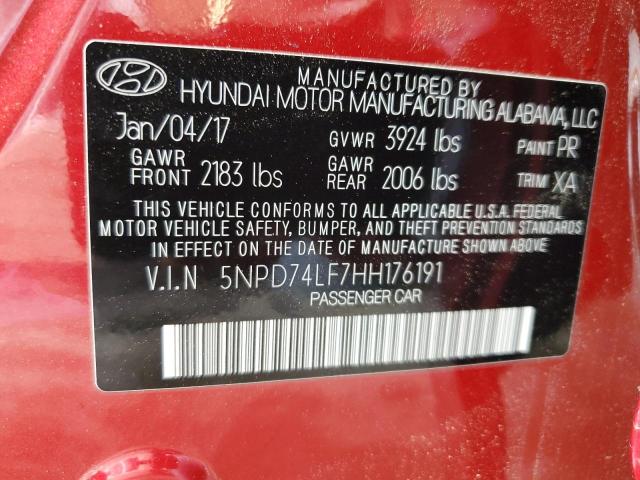 MANUFACTURED BY
HYUNDAI MOTOR MANUFACTURING ALABAMA, LLC
Jan/04/17 GVWR 3924 lbs PAINT PR
GAWR FRONT 2183 lbs GAWR REAR 2006 lbs TRIM XA
THIS VEHICLE CONFORMS TO ALL APPLICABLE U.S.A. FEDERAL
MOTOR VEHICLE SAFETY, BUMPER, AND THEFT PREVENTION STANDARDS
IN EFFECT ON THE DATE OF MANUFACTURE SHOWN ABOVE
V.I.N 5NPD74LF7HH176191
PASSENGER CAR